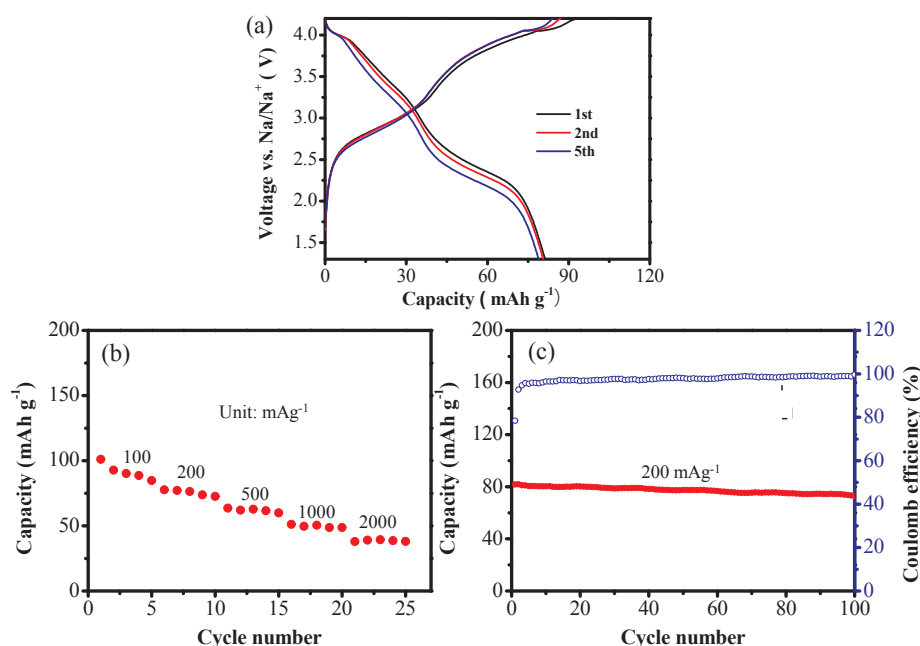 (a)
Voltage vs. Na/Na+ ( V)
4.0
3.5
3.0
2.5
2.0
1.5
1st
2nd
5th
0 30 60 90 120
Capacity ( mAh g-1)
(b)
Capacity (mAh g-1)
200
150
100
50
0
Unit: mAg-1
100
200
500
1000
2000
0 5 10 15 20 25
Cycle number
(c)
Capacity (mAh g-1)
200
160
120
80
40
0
200 mAg-1
0 20 40 60 80 100
Cycle number
120
100
80
60
40
20
0
Coulomb efficiency (%)